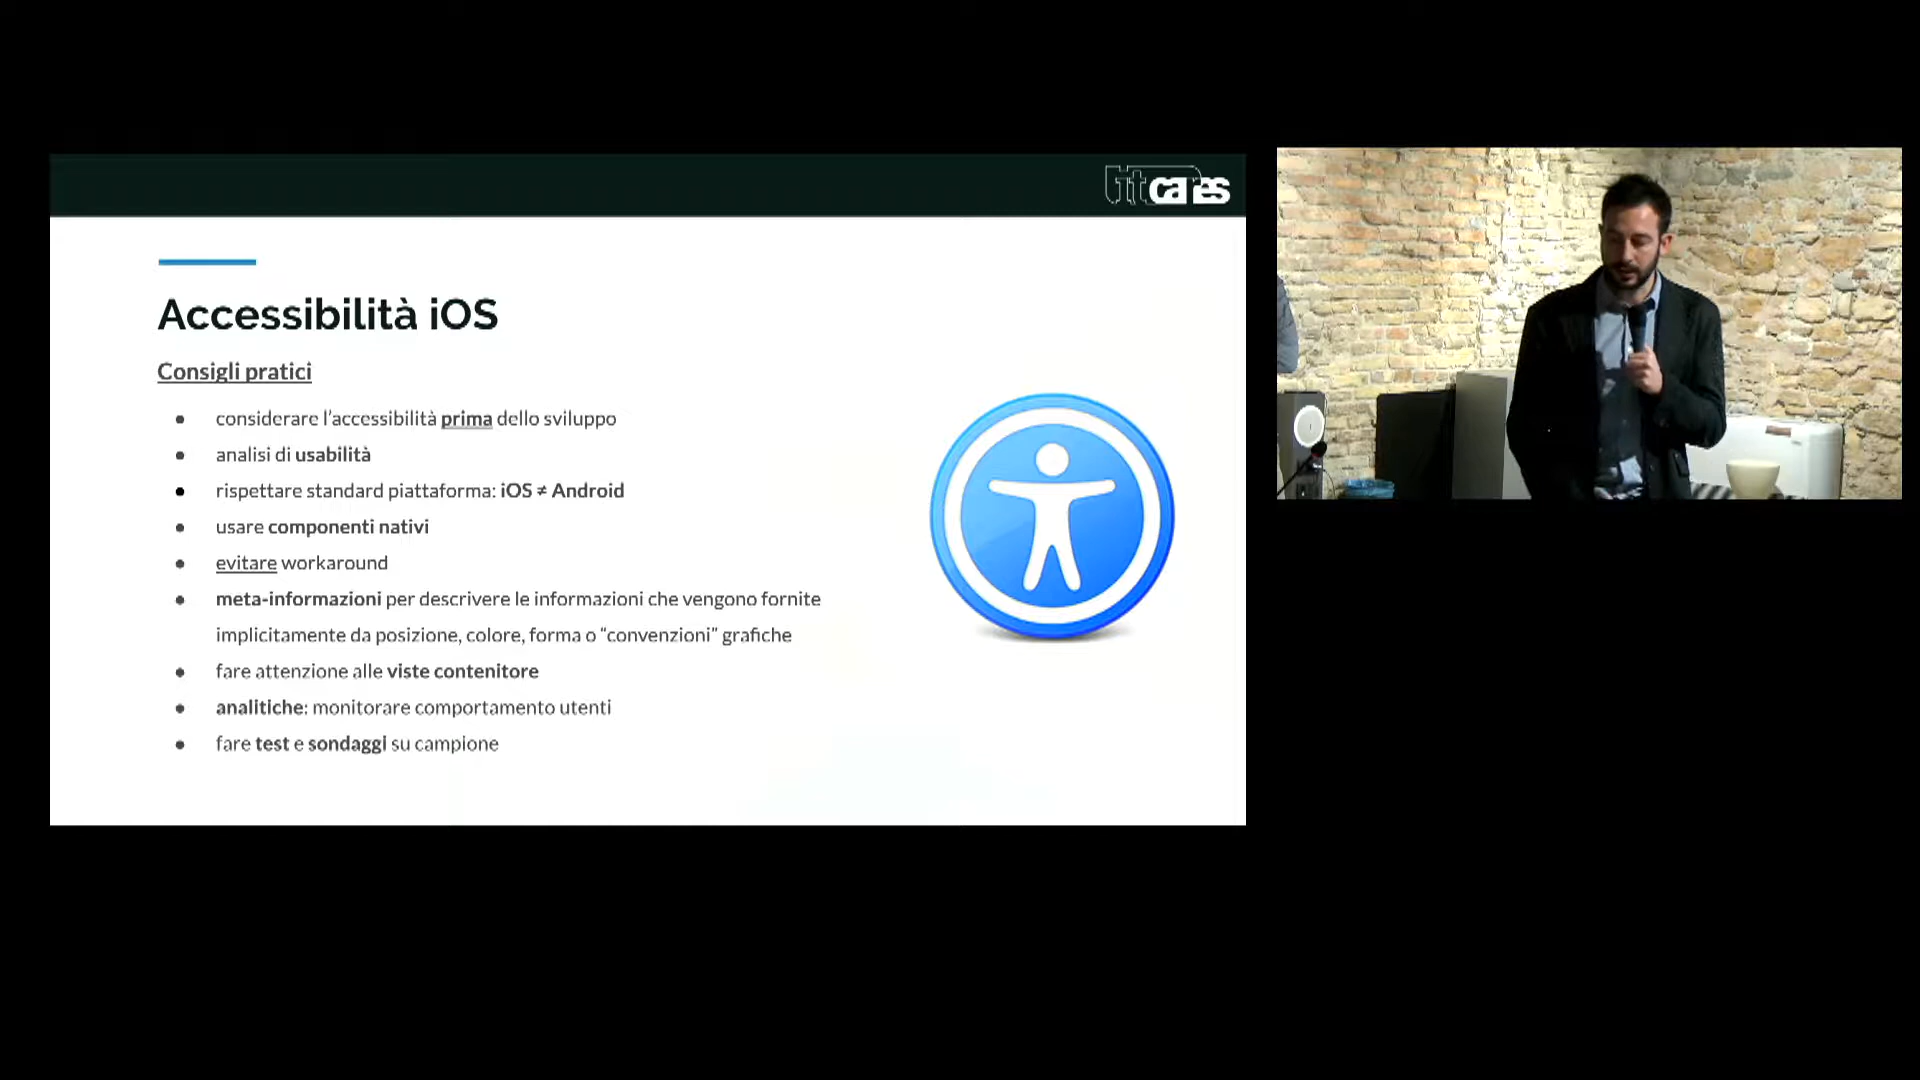 Accessibilità iOS
Consigli pratici
considerare l'accessibilità prima dello sviluppo
analisi di usabilità
rispettare standard piattaforma: iOS ≠ Android
usare componenti nativi
evitare workaround
meta-informazioni per descrivere le informazioni che vengono fornite
implicitamente da posizione, colore, forma o “convenzioni” grafiche
fare attenzione alle viste contenitore
analitiche: monitorare comportamento utenti
fare test e sondaggi su campione